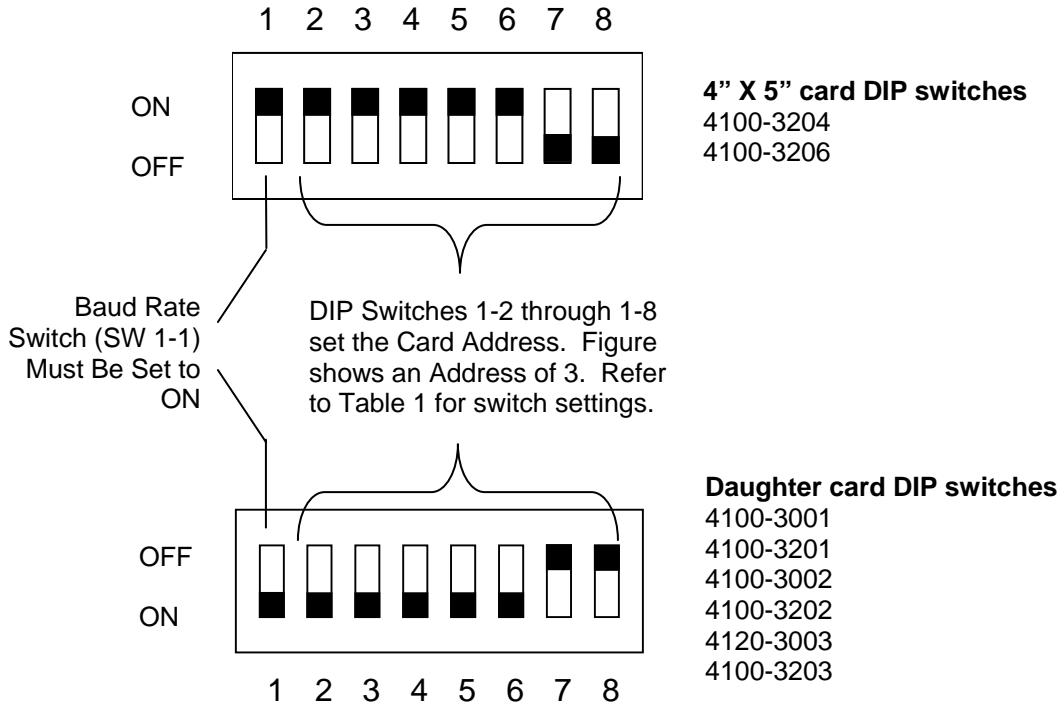 1 2 3 4 5 6 7 8
ON
OFF
4” X 5” card DIP switches
4100-3204
4100-3206
Baud Rate
Switch (SW 1-1)
Must Be Set to
ON
DIP Switches 1-2 through 1-8
set the Card Address. Figure
shows an Address of 3. Refer
to Table 1 for switch settings.
OFF
ON
Daughter card DIP switches
4100-3001
4100-3201
4100-3002
4100-3202
4120-3003
4100-3203
1 2 3 4 5 6 7 8